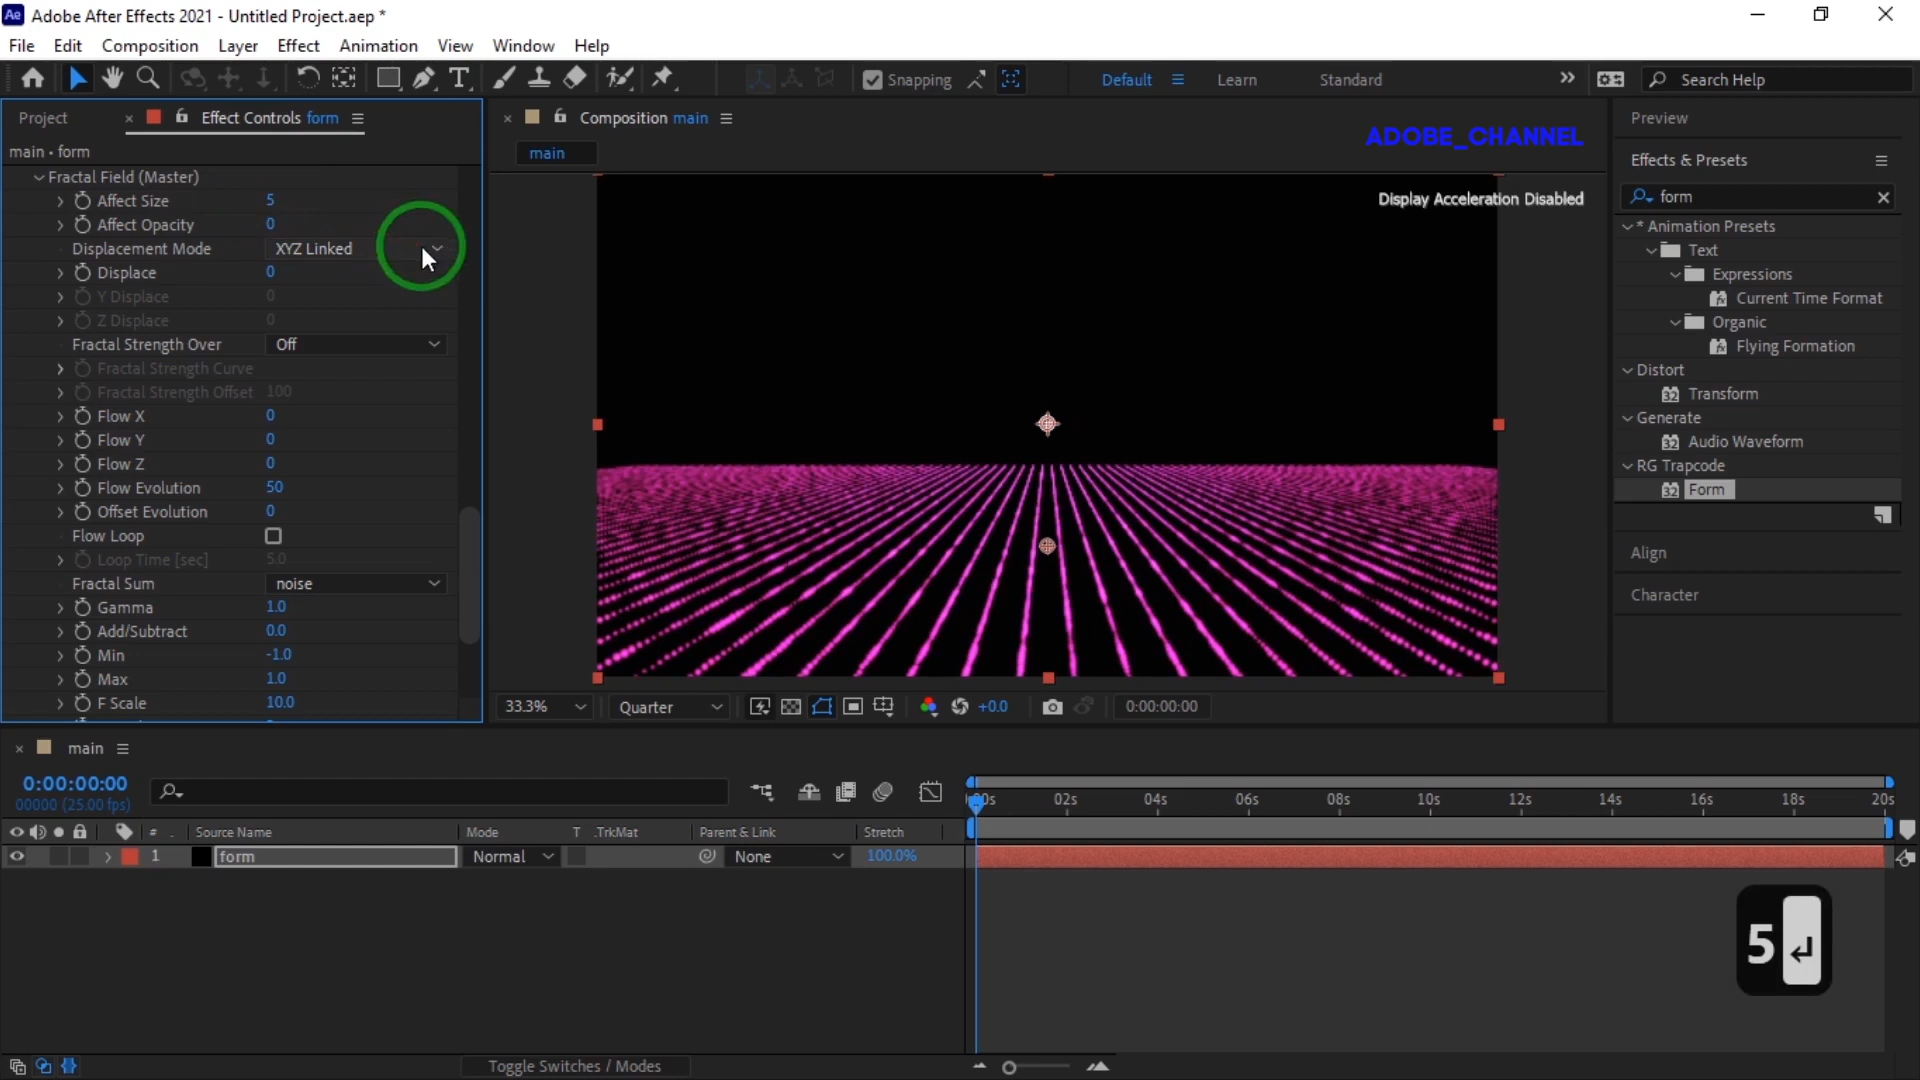 Ae Adobe After Effects 2021 - Untitled Project.aep *
File Edit Composition Layer Effect Animation View Window Help
Snapping Default Learn Standard Search Help
Project Effect Controls form
Composition main
Preview
ADOBE_CHANNEL
main • form
main
Effects & Presets
Fractal Field (Master)
Affect Size 5
Affect Opacity 0
Displacement Mode XYZ Linked
Displace 0
Y Displace 0
Z Displace 0
Fractal Strength Over Off
Fractal Strength Curve
Fractal Strength Offset 100
Flow X 0
Flow Y 0
Flow Z 0
Flow Evolution 50
Offset Evolution 0
Flow Loop
Loop Time [sec] 5.0
Fractal Sum noise
Gamma 1.0
Add/Subtract 0.0
Min -1.0
Max 1.0
F Scale 10.0
Display Acceleration Disabled
33.3% Quarter +0.0 0:00:00:00
form
* Animation Presets
Text
Expressions
Current Time Format
Organic
Flying Formation
Distort
32 Transform
Generate
32 Audio Waveform
RG Trapcode
32 Form
Align
Character
main
0:00:00:00
00000 (25.00 fps)
00s 02s 04s 06s 08s 10s 12s 14s 16s 18s 20s
# Source Name Mode T .TrkMat Parent & Link Stretch
1 form Normal None 100.0%
5
Toggle Switches / Modes